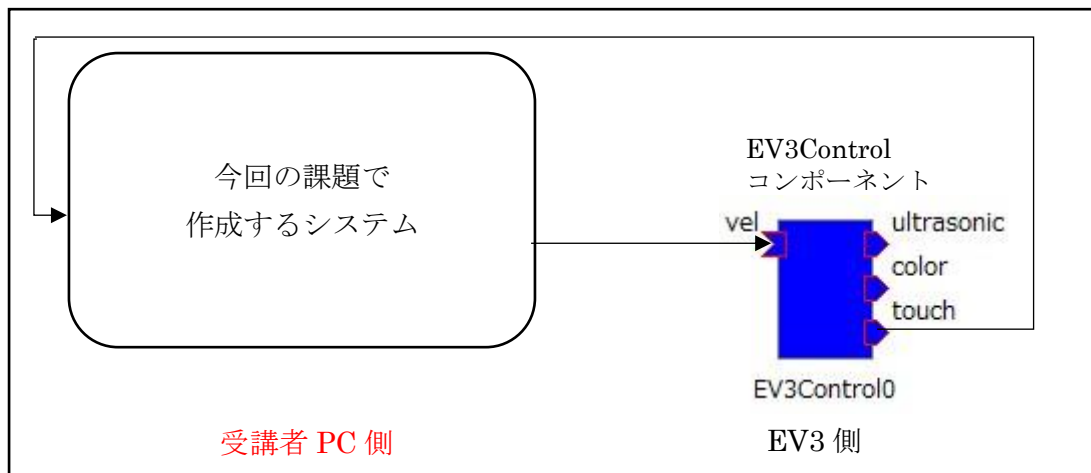 今回の課題で
作成するシステム
EV3Control
コンポーネント
vel
ultrasonic
color
touch
EV3Control0
受講者 PC 側
EV3 側